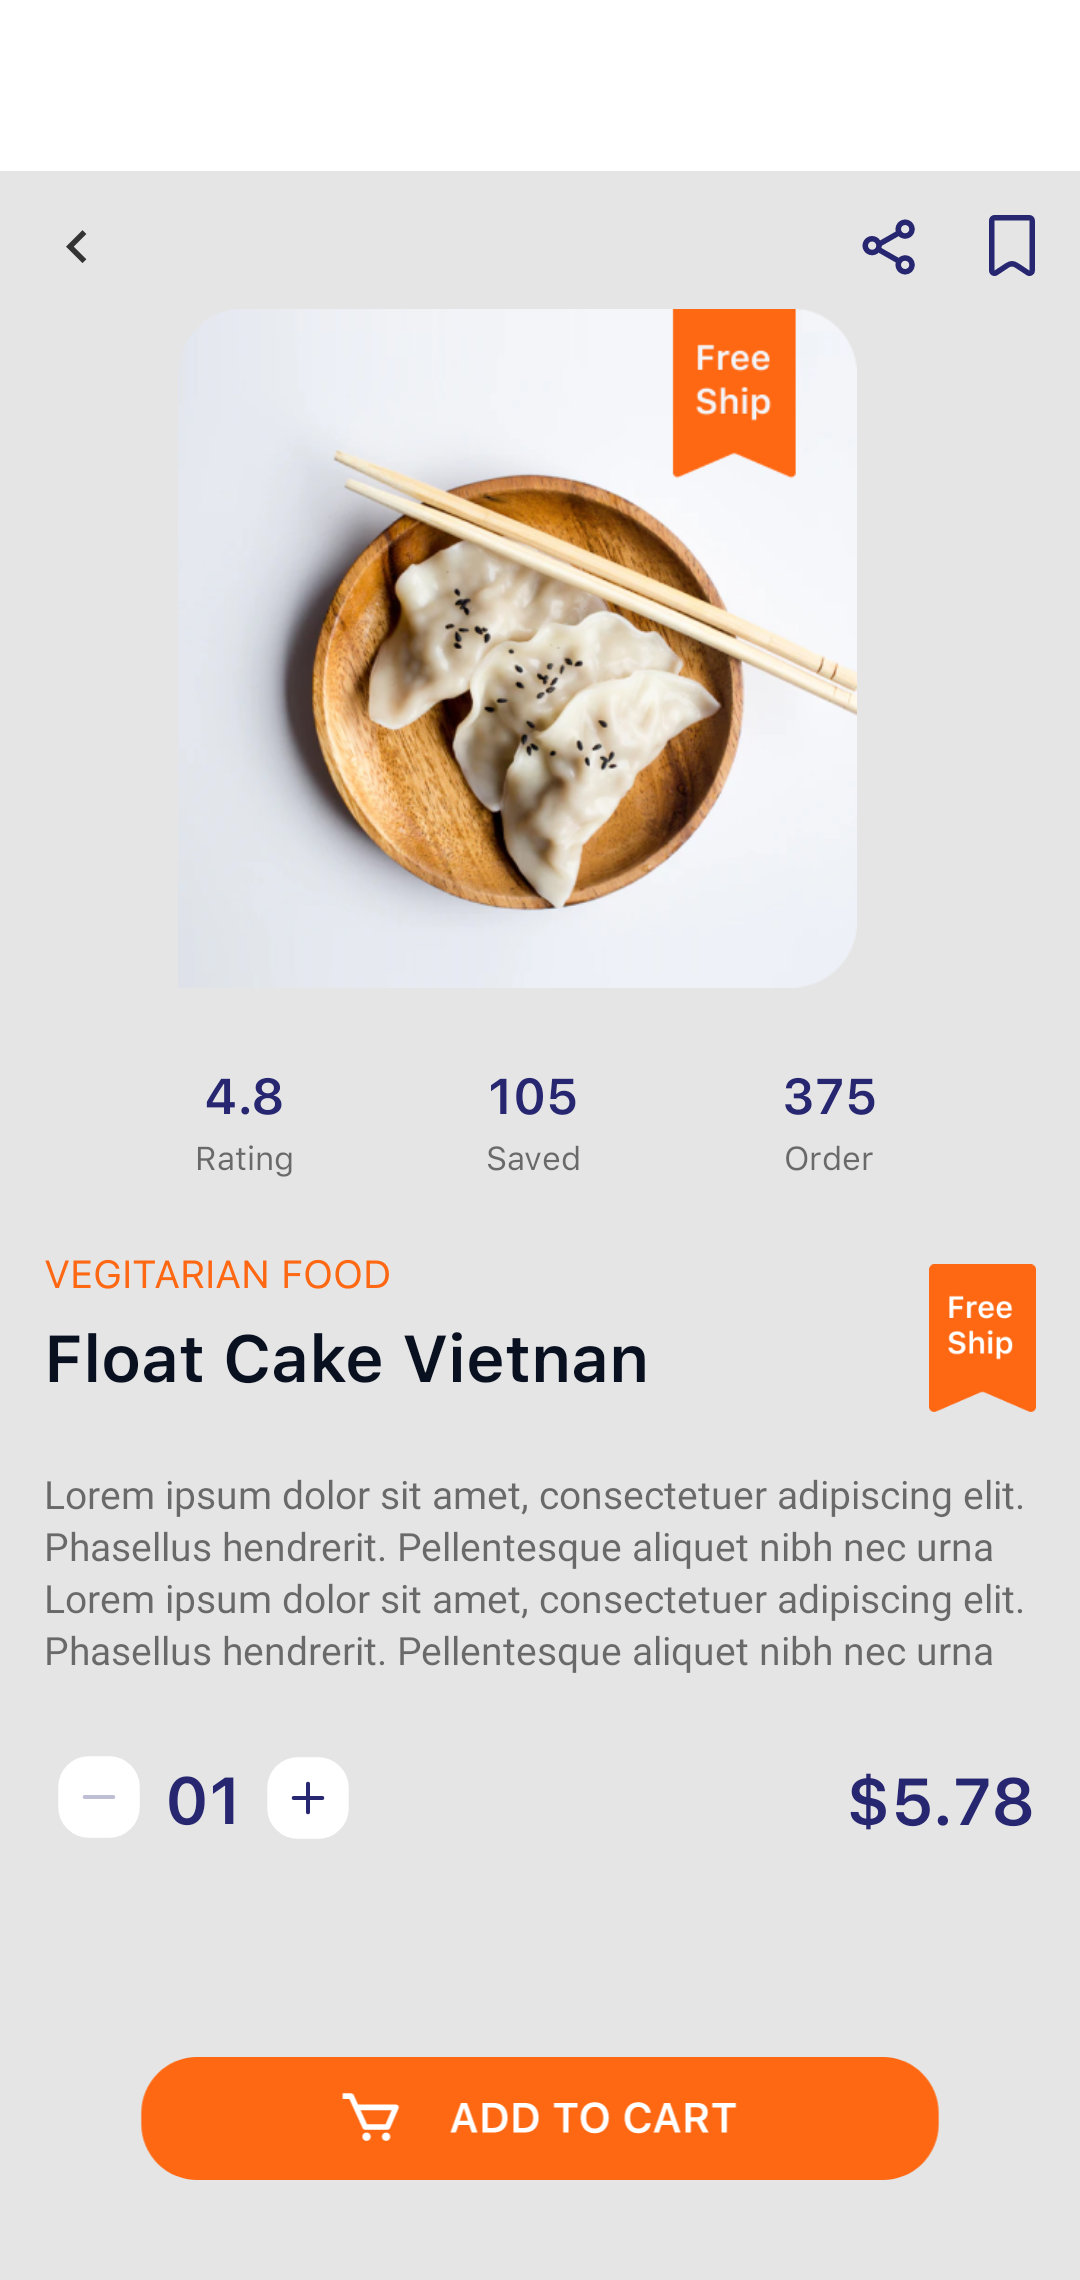 Free
Ship
4.8
105
375
Rating
Saved
Order
VEGITARIAN FOOD
Float Cake Vietnan
Free
Ship
Lorem ipsum dolor sit amet, consectetuer adipiscing elit.
Phasellus hendrerit. Pellentesque aliquet nibh nec urna
Lorem ipsum dolor sit amet, consectetuer adipiscing elit.
Phasellus hendrerit. Pellentesque aliquet nibh nec urna
01
$5.78
ADD TO CART